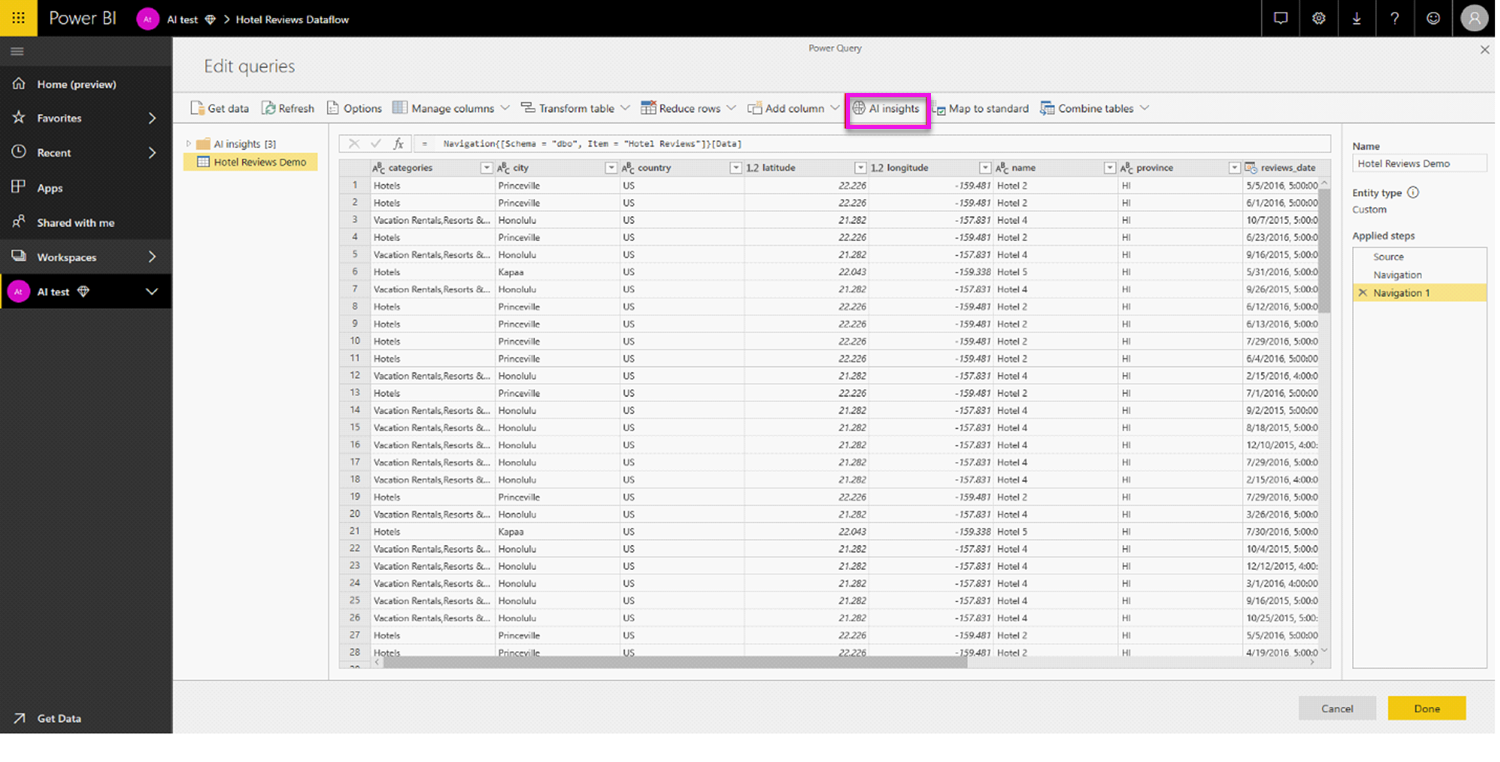 Power BI At AI test > Hotel Reviews Dataflow ?
Power Query
Edit queries
Get data Refresh Options Manage columns Transform table Reduce rows Add column AI insights Map to standard Combine tables
Home (preview)
Favorites
Recent
Apps
Shared with me
Workspaces
At AI test
Get Data
AI insights [3]
Hotel Reviews Demo
fx = Navigation{[Schema = "dbo", Item = "Hotel Reviews"]}[Data]
ABC categories ABC city ABC country 1.2 latitude 1.2 longitude ABC name ABC province reviews_date
1 Hotels Princeville US 22.226 -159.481 Hotel 2 HI 5/5/2016, 5:00:00
2 Hotels Princeville US 22.226 -159.481 Hotel 2 HI 6/1/2016, 5:00:00
3 Vacation Rentals,Resorts &... Honolulu US 21.282 -157.831 Hotel 4 HI 10/7/2015, 5:00:0
4 Hotels Princeville US 22.226 -159.481 Hotel 2 HI 6/23/2016, 5:00:0
5 Vacation Rentals,Resorts &... Honolulu US 21.282 -157.831 Hotel 4 HI 9/16/2015, 5:00:0
6 Hotels Kapaa US 22.043 -159.338 Hotel 5 HI 5/31/2016, 5:00:0
7 Vacation Rentals,Resorts &... Honolulu US 21.282 -157.831 Hotel 4 HI 9/26/2015, 5:00:0
8 Hotels Princeville US 22.226 -159.481 Hotel 2 HI 6/12/2016, 5:00:0
9 Hotels Princeville US 22.226 -159.481 Hotel 2 HI 6/13/2016, 5:00:0
10 Hotels Princeville US 22.226 -159.481 Hotel 2 HI 7/29/2016, 5:00:0
11 Hotels Princeville US 22.226 -159.481 Hotel 2 HI 6/4/2016, 5:00:00
12 Vacation Rentals,Resorts &... Honolulu US 21.282 -157.831 Hotel 4 HI 2/15/2016, 4:00:0
13 Hotels Princeville US 22.226 -159.481 Hotel 2 HI 7/1/2016, 5:00:00
14 Vacation Rentals,Resorts &... Honolulu US 21.282 -157.831 Hotel 4 HI 9/2/2015, 5:00:00
15 Vacation Rentals,Resorts &... Honolulu US 21.282 -157.831 Hotel 4 HI 8/18/2015, 5:00:0
16 Vacation Rentals,Resorts &... Honolulu US 21.282 -157.831 Hotel 4 HI 12/10/2015, 4:00:
17 Vacation Rentals,Resorts &... Honolulu US 21.282 -157.831 Hotel 4 HI 7/29/2016, 5:00:0
18 Vacation Rentals,Resorts &... Honolulu US 21.282 -157.831 Hotel 4 HI 2/15/2016, 4:00:0
19 Hotels Princeville US 22.226 -159.481 Hotel 2 HI 7/29/2016, 5:00:0
20 Vacation Rentals,Resorts &... Honolulu US 21.282 -157.831 Hotel 4 HI 3/26/2016, 5:00:0
21 Hotels Kapaa US 22.043 -159.338 Hotel 5 HI 7/30/2016, 5:00:0
22 Vacation Rentals,Resorts &... Honolulu US 21.282 -157.831 Hotel 4 HI 10/4/2015, 5:00:0
23 Vacation Rentals,Resorts &... Honolulu US 21.282 -157.831 Hotel 4 HI 12/12/2015, 4:00:
24 Vacation Rentals,Resorts &... Honolulu US 21.282 -157.831 Hotel 4 HI 3/1/2016, 4:00:00
25 Vacation Rentals,Resorts &... Honolulu US 21.282 -157.831 Hotel 4 HI 9/16/2015, 5:00:0
26 Vacation Rentals,Resorts &... Honolulu US 21.282 -157.831 Hotel 4 HI 10/25/2015, 5:00:
27 Hotels Princeville US 22.226 -159.481 Hotel 2 HI 5/5/2016, 5:00:00
28 Hotels Princeville US 22.226 -159.481 Hotel 2 HI 4/19/2016, 5:00:0
Name
Hotel Reviews Demo
Entity type
Custom
Applied steps
Source
Navigation
Navigation 1
Cancel Done